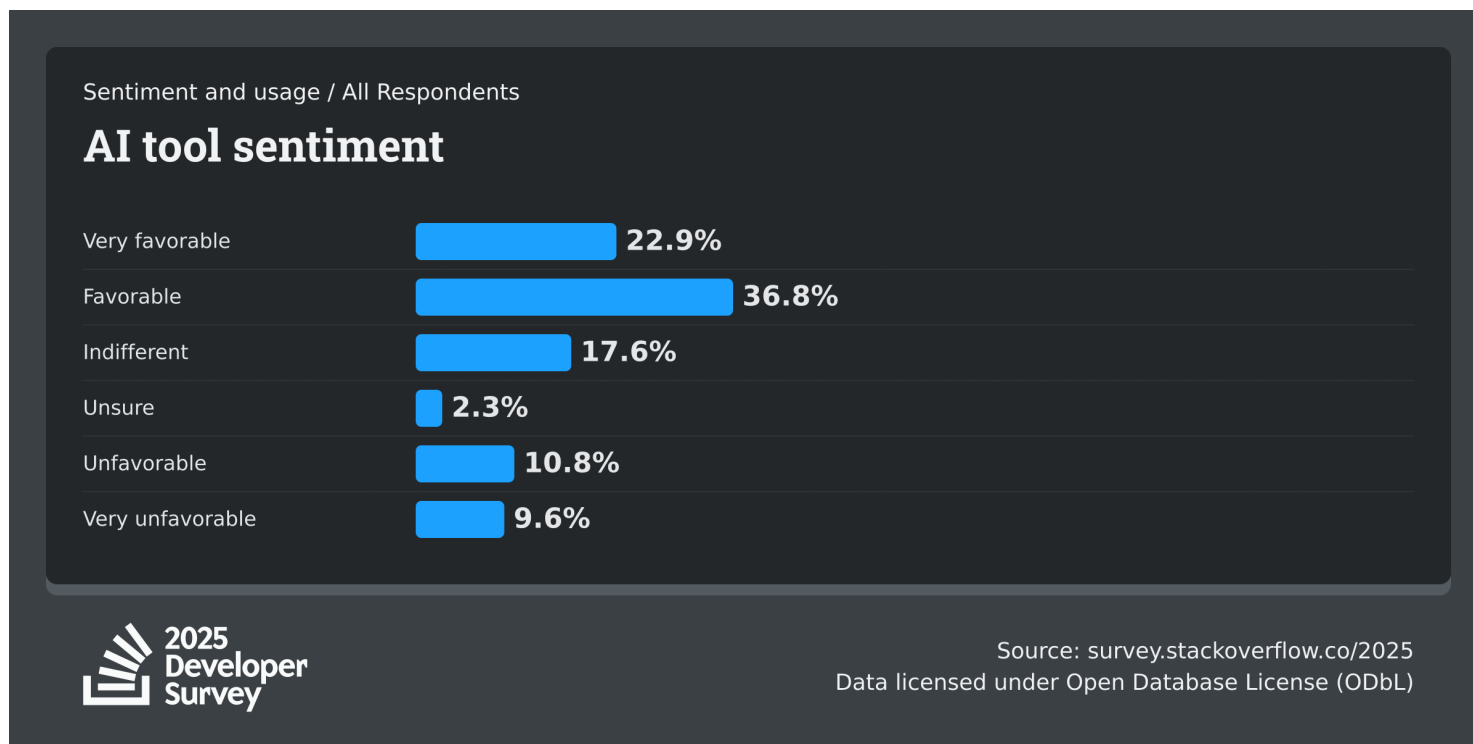 Sentiment and usage / All Respondents
AI tool sentiment
Very favorable 22.9%
Favorable 36.8%
Indifferent 17.6%
Unsure 2.3%
Unfavorable 10.8%
Very unfavorable 9.6%
2025
Developer
Survey
Source: survey.stackoverflow.co/2025
Data licensed under Open Database License (ODbL)